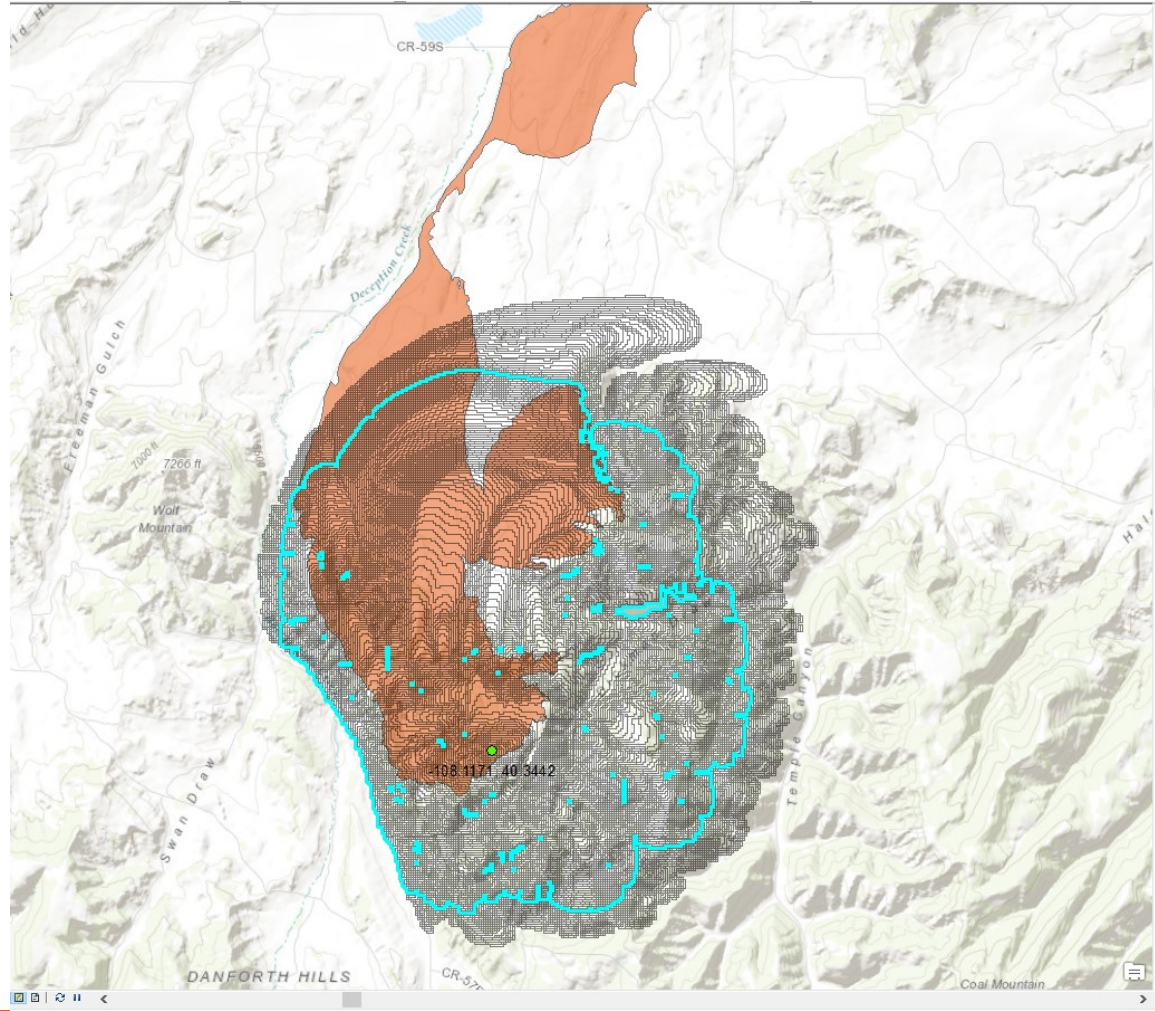 CR-59S
Deception Creek
Freeman Gulch
7000 ft
7266 ft
Wolf
Mountain
-108.1171 40.3442
Temple Canyon
Swan Draw
DANFORTH HILLS
Coal Mountain